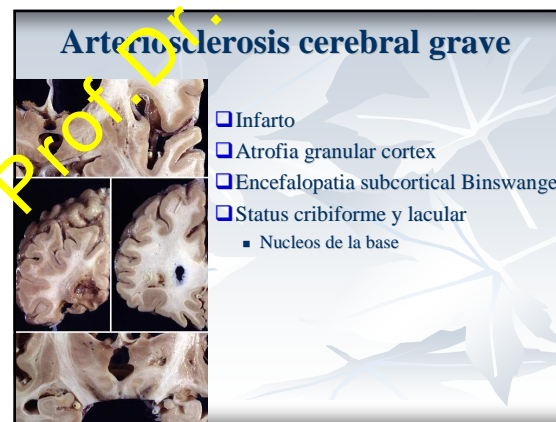 Arteriosclerosis cerebral grave
Prof.Dr.
Infarto
Atrofia granular cortex
Encefalopatia subcortical Binswange
Status cribiforme y lacular
Nucleos de la base